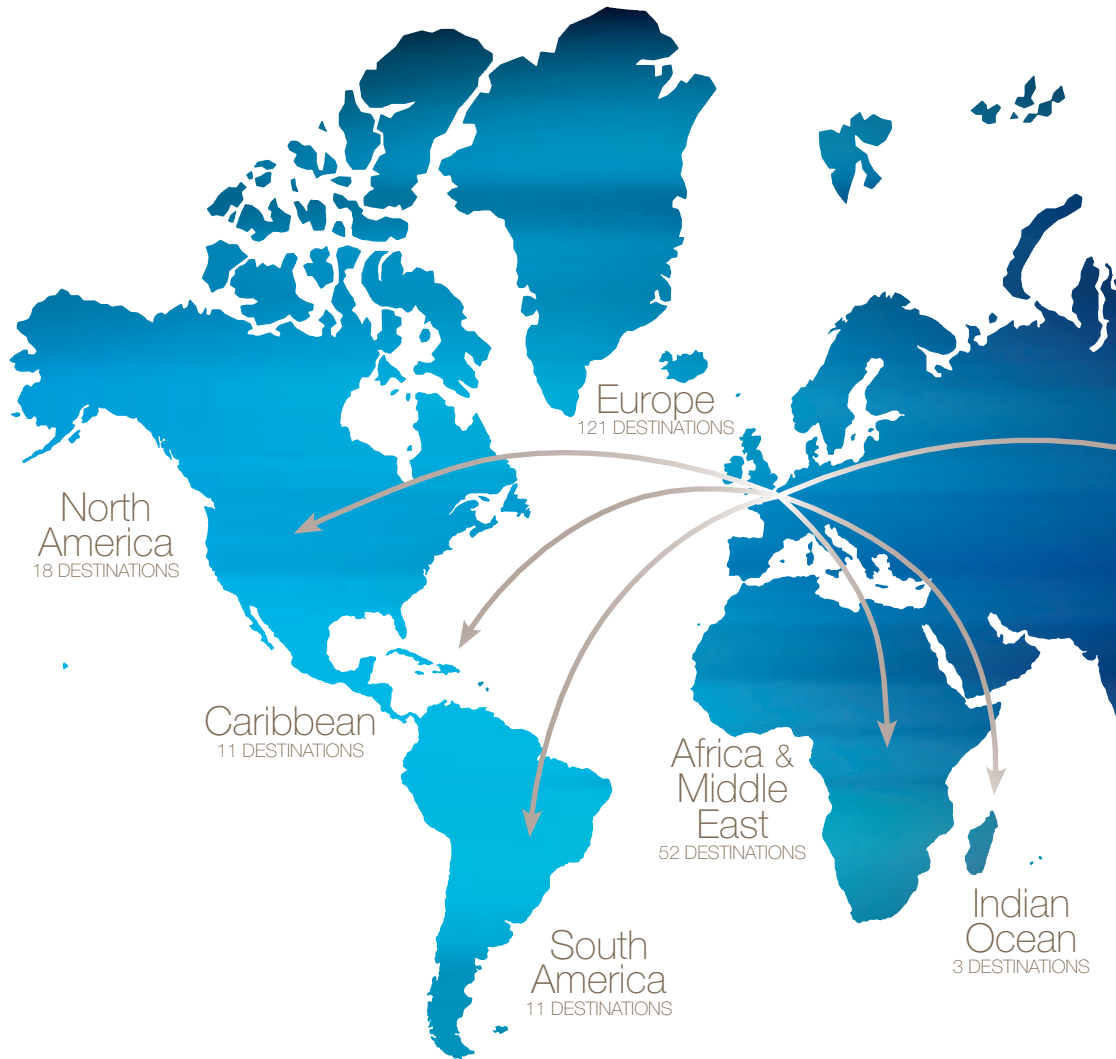 Europe
121 DESTINATIONS
North
America
18 DESTINATIONS
Caribbean
11 DESTINATIONS
Africa &
Middle
East
52 DESTINATIONS
Indian
Ocean
3 DESTINATIONS
South
America
11 DESTINATIONS